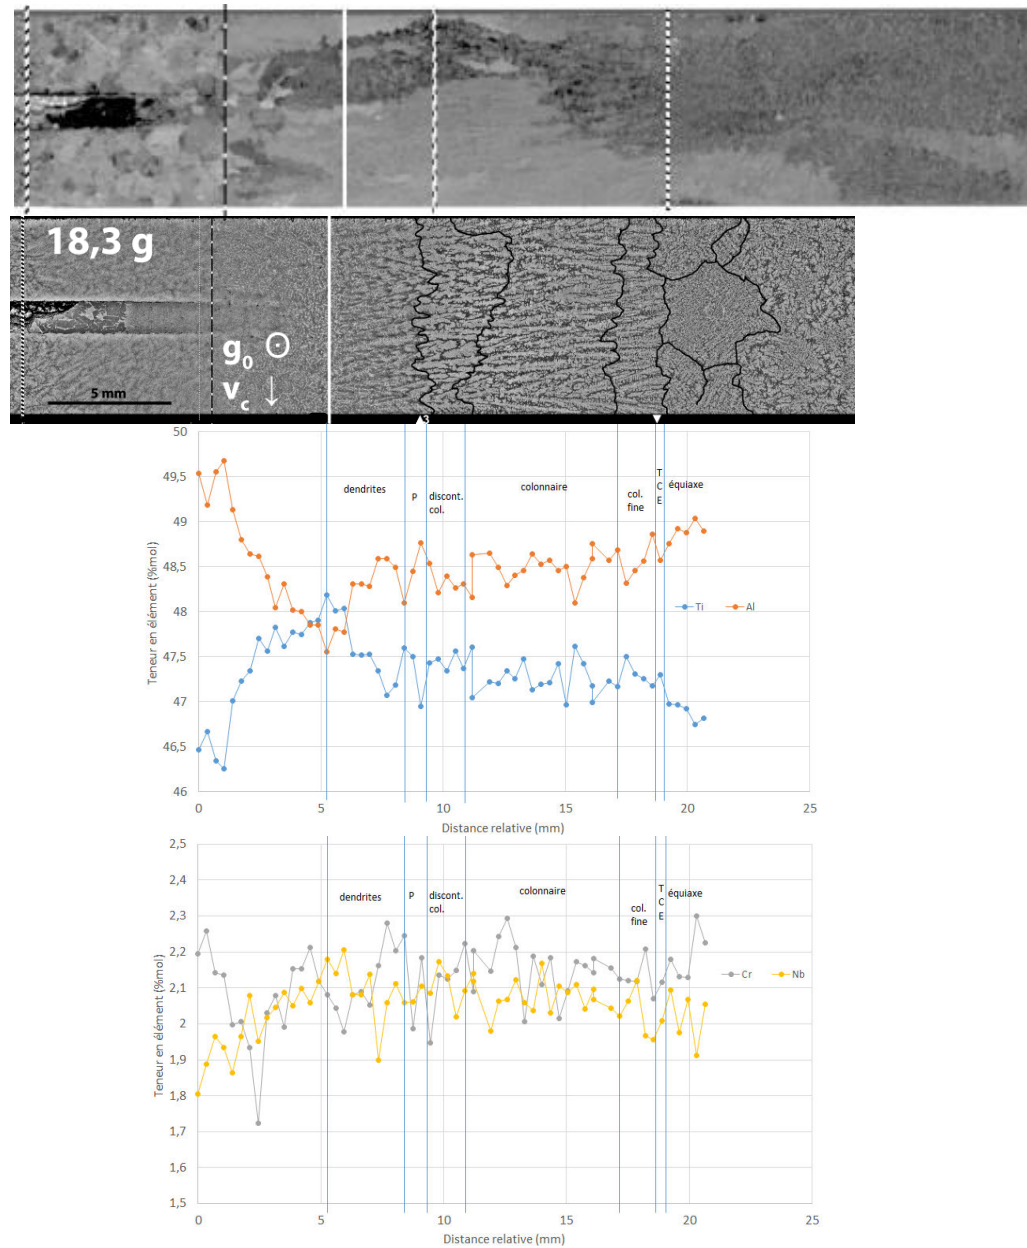 18,3 g
g0 ⊙
vc ↓
5 mm
▲3 ▼
50
49,5
49
48,5
48
47,5
47
46,5
46
Teneur en élément (%mol)
dendrites
P
discont.
col.
colonnaire
col.
fine
T
C
E
équiaxe
Ti Al
0 5 10 15 20 25
Distance relative (mm)
2,5
2,4
2,3
2,2
2,1
2
1,9
1,8
1,7
1,6
1,5
Teneur en élément (%mol)
dendrites
P
discont.
col.
colonnaire
col.
fine
T
C
E
équiaxe
Cr Nb
0 5 10 15 20 25
Distance relative (mm)